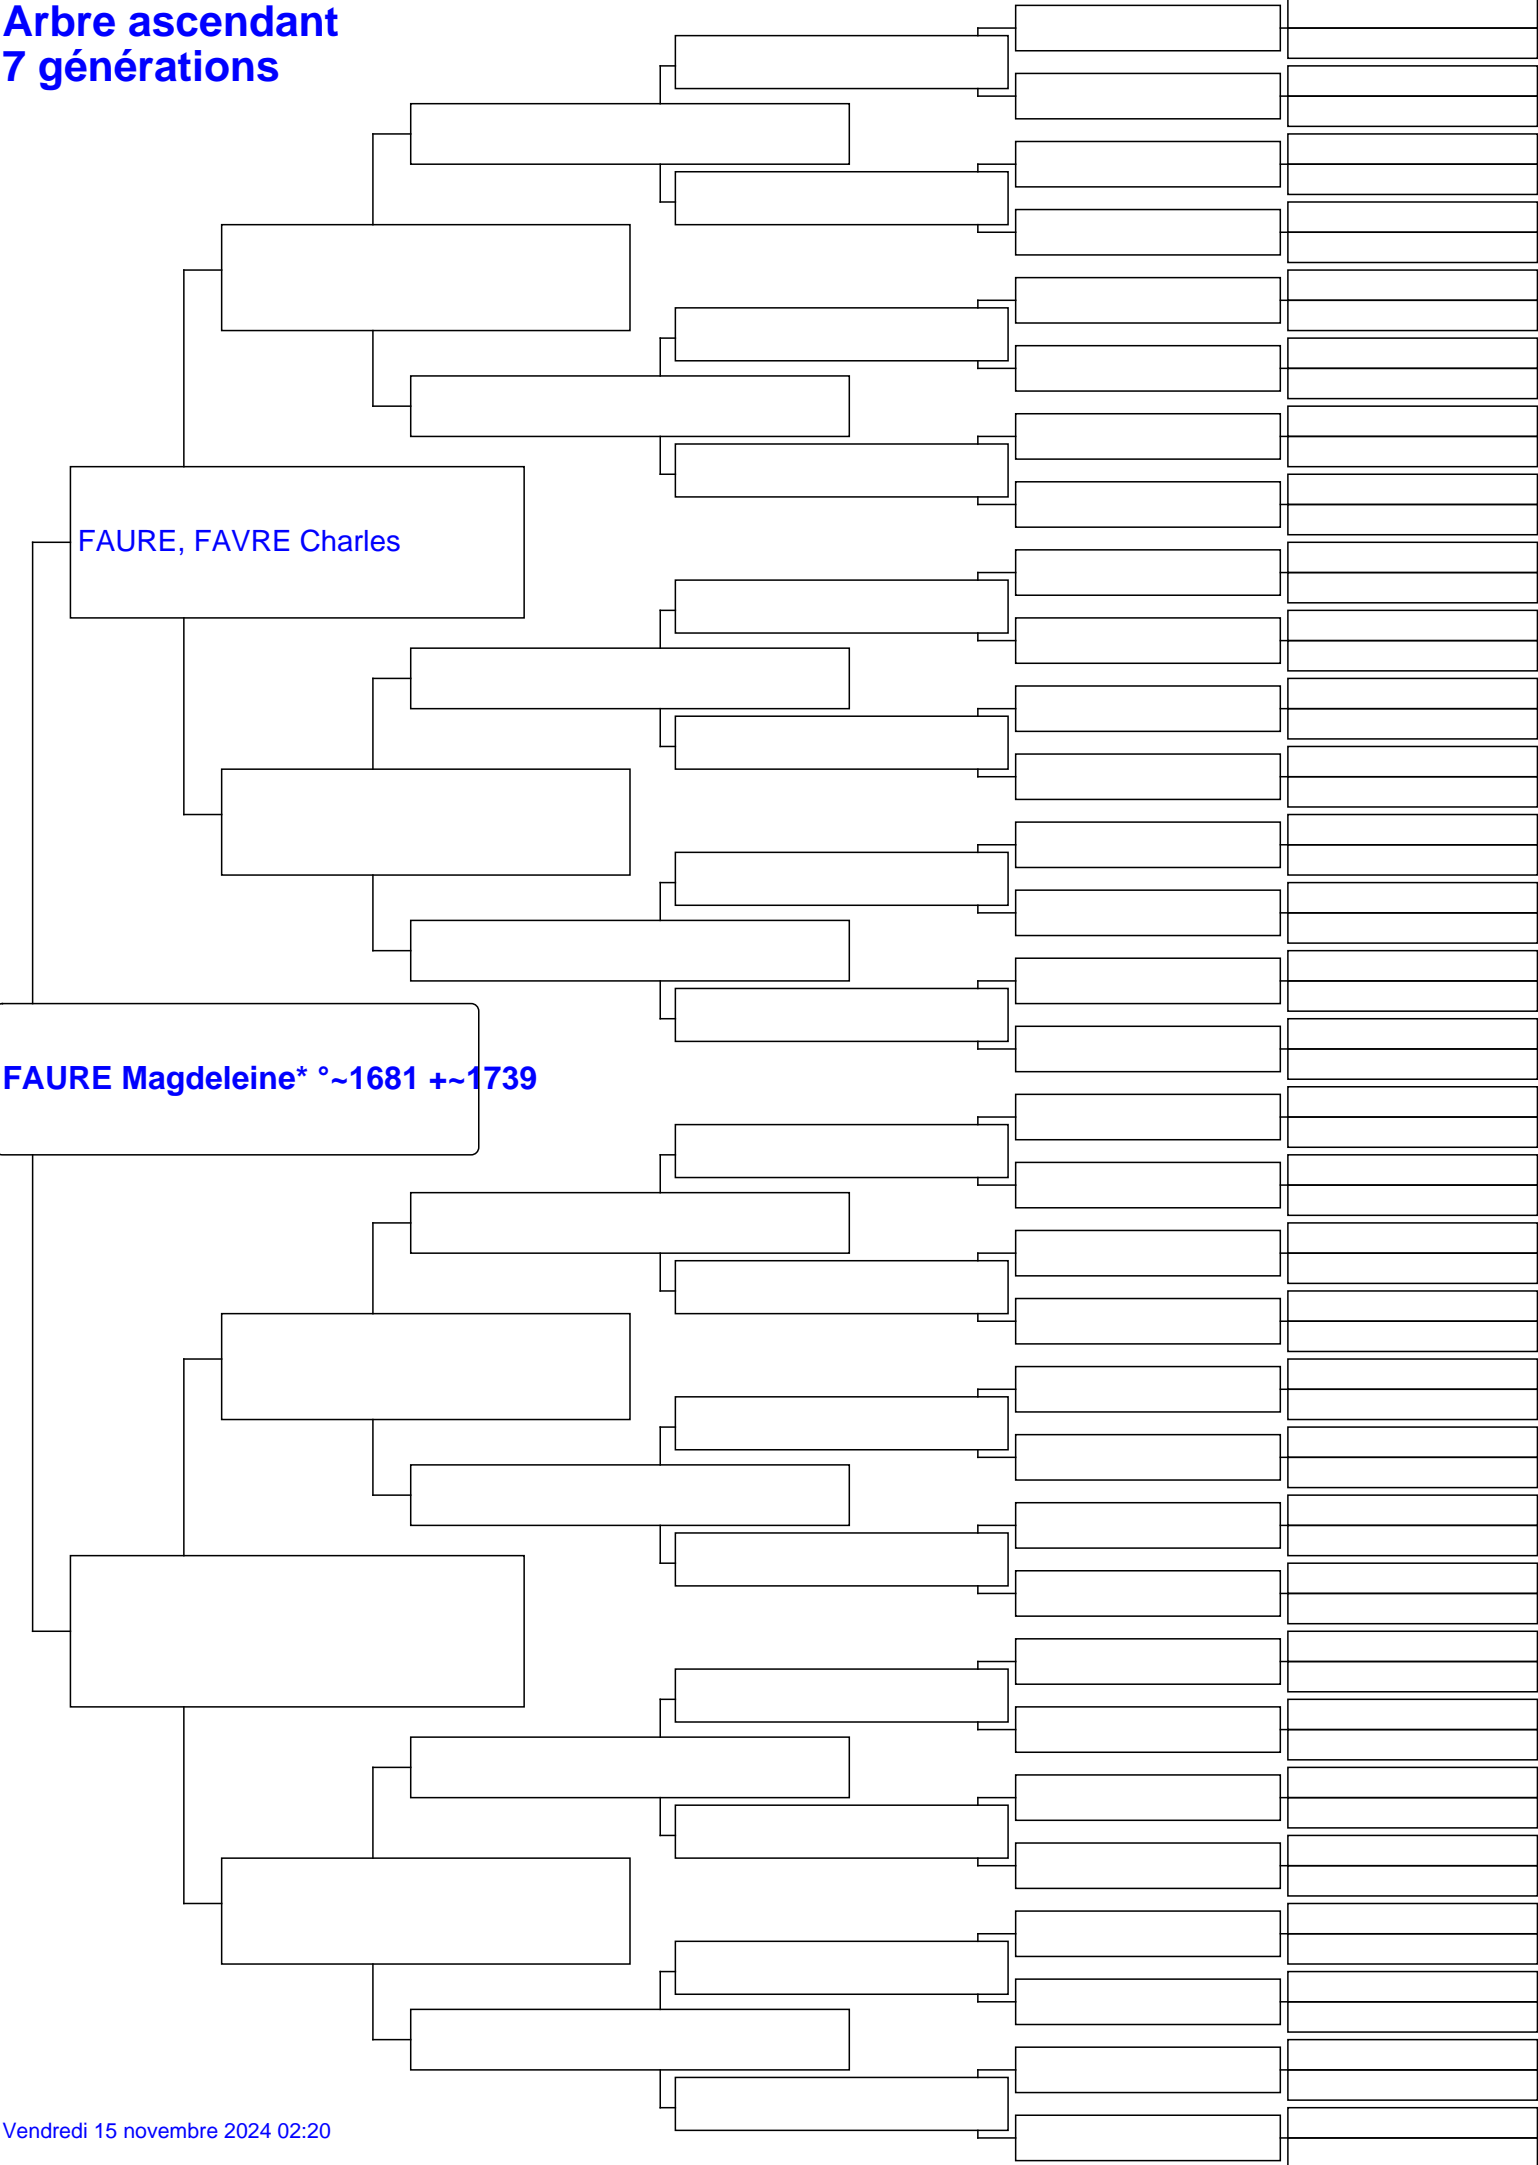 Arbre ascendant
7 générations
FAURE, FAVRE Charles
FAURE Magdeleine* °~1681 +~1739
Vendredi 15 novembre 2024 02:20